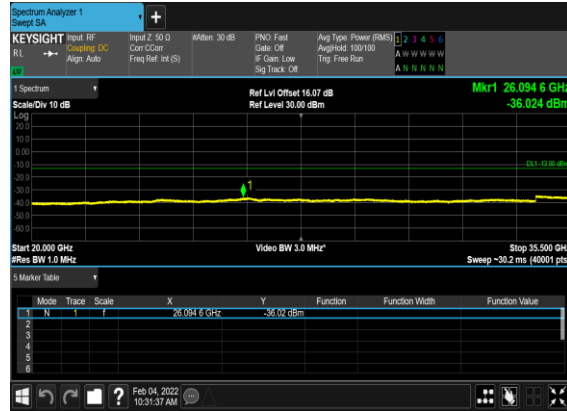 Spectrum Analyzer 1
Swept SA
+
KEYSIGHT Input: RF Input Z: 50 Ω #Atten: 30 dB PNO: Fast Avg Type: Power (RMS) 1 2 3 4 5 6
RL Coupling: DC Corr CCorr Gate: Off Avg|Hold: 100/100 A W W W W W
Align: Auto Freq Ref: Int (S) IF Gain: Low Trig: Free Run
Sig Track: Off A N N N N N
1 Spectrum
Ref Lvl Offset 16.07 dB Mkr1 26.094 6 GHz
Scale/Div 10 dB Ref Level 30.00 dBm -36.024 dBm
Log
20.0
10.0
0.00
-10.0 DL1 -13.00 dBm
-20.0
-30.0 1
-40.0
-50.0
-60.0
Start 20.000 GHz Video BW 3.0 MHz* Stop 35.500 GHz
#Res BW 1.0 MHz Sweep ~30.2 ms (40001 pts)
5 Marker Table
Mode Trace Scale X Y Function Function Width Function Value
1 N 1 f 26.094 6 GHz -36.02 dBm
2
3
4
5
6
? Feb 04, 2022
10:31:37 AM